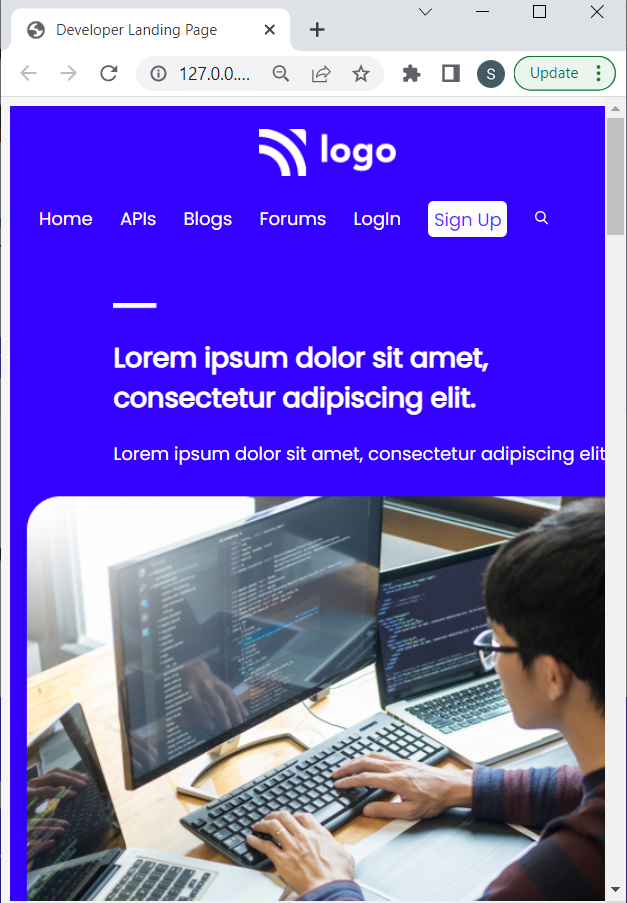 Developer Landing Page
127.0.0....
S
Update
logo
Home APIs Blogs Forums LogIn Sign Up
Lorem ipsum dolor sit amet,
consectetur adipiscing elit.
Lorem ipsum dolor sit amet, consectetur adipiscing elit